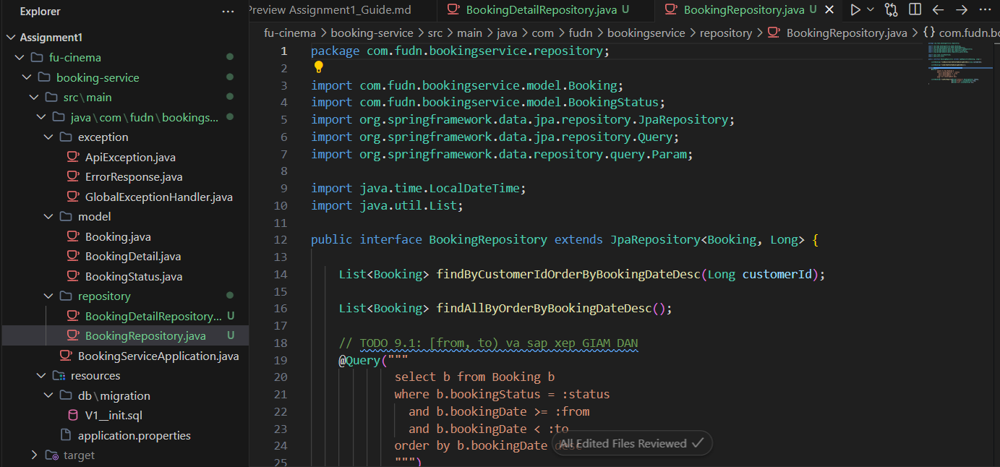 Explorer
Assignment1
fu-cinema
booking-service
src\main
java\com\fudn\bookings...
exception
ApiException.java
ErrorResponse.java
GlobalExceptionHandler.java
model
Booking.java
BookingDetail.java
BookingStatus.java
repository
BookingDetailRepository... U
BookingRepository.java U
BookingServiceApplication.java
resources
db\migration
V1__init.sql
application.properties
target
Preview Assignment1_Guide.md
BookingDetailRepository.java U
BookingRepository.java U
fu-cinema > booking-service > src > main > java > com > fudn > bookingservice > repository > BookingRepository.java > {} com.fudn.bo
1 package com.fudn.bookingservice.repository;
2
3 import com.fudn.bookingservice.model.Booking;
4 import com.fudn.bookingservice.model.BookingStatus;
5 import org.springframework.data.jpa.repository.JpaRepository;
6 import org.springframework.data.jpa.repository.Query;
7 import org.springframework.data.repository.query.Param;
8
9 import java.time.LocalDateTime;
10 import java.util.List;
11
12 public interface BookingRepository extends JpaRepository<Booking, Long> {
13
14 List<Booking> findByCustomerIdOrderByBookingDateDesc(Long customerId);
15
16 List<Booking> findAllByOrderByBookingDateDesc();
17
18 // TODO 9.1: [from, to) va sap xep GIAM DAN
19 @Query("""
20 select b from Booking b
21 where b.bookingStatus = :status
22 and b.bookingDate >= :from
23 and b.bookingDate < :to
24 order by b.bookingDate desc
25 """)
All Edited Files Reviewed